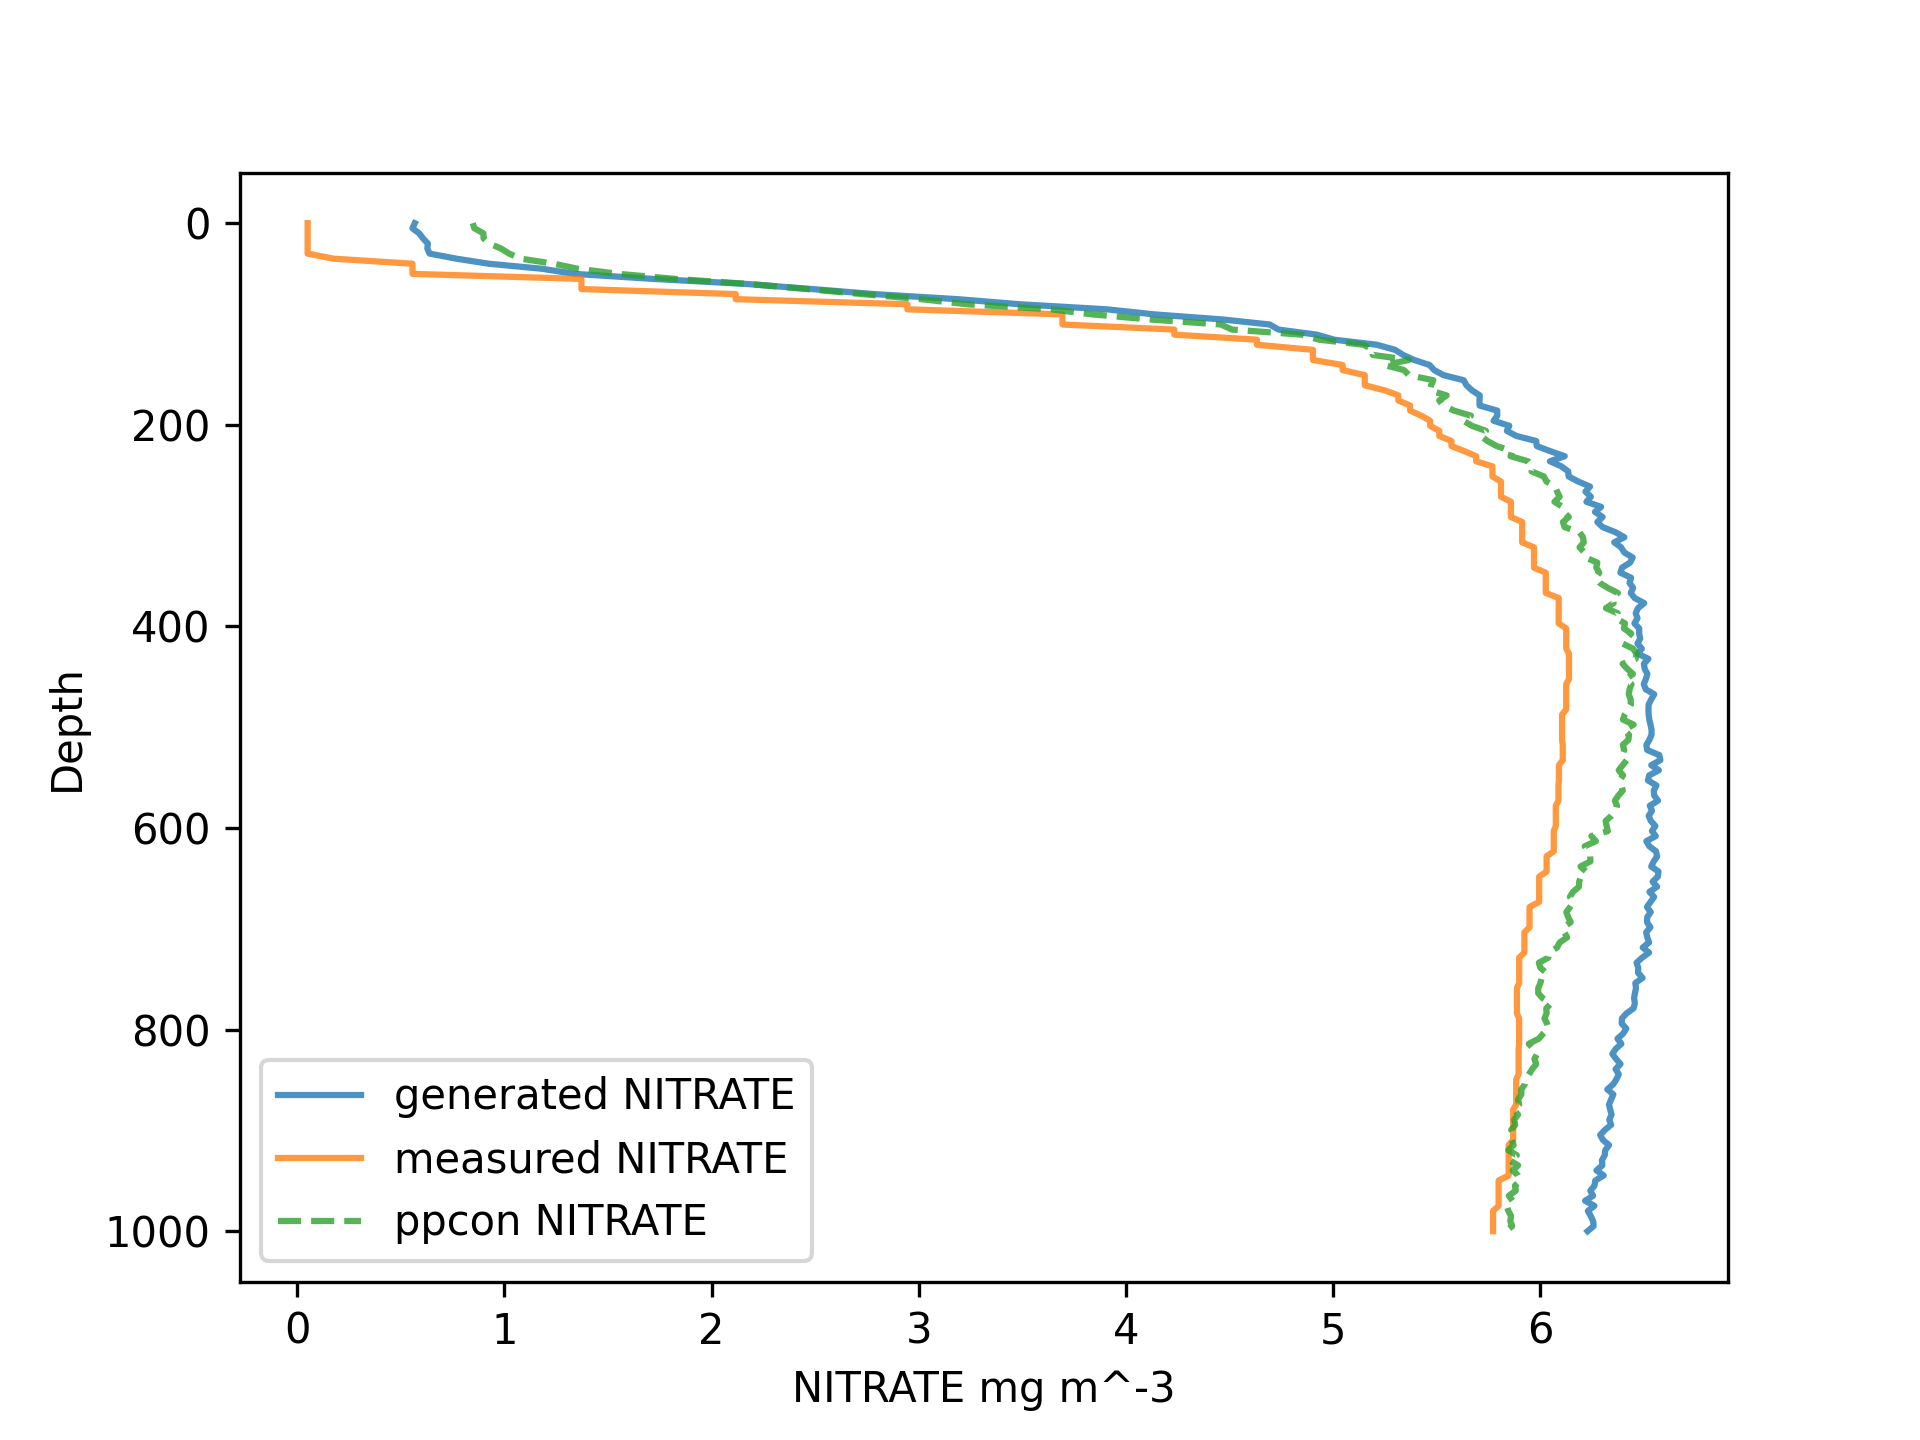 0
200
400
600
800
1000
Depth
generated NITRATE
measured NITRATE
ppcon NITRATE
0 1 2 3 4 5 6
NITRATE mg m^-3